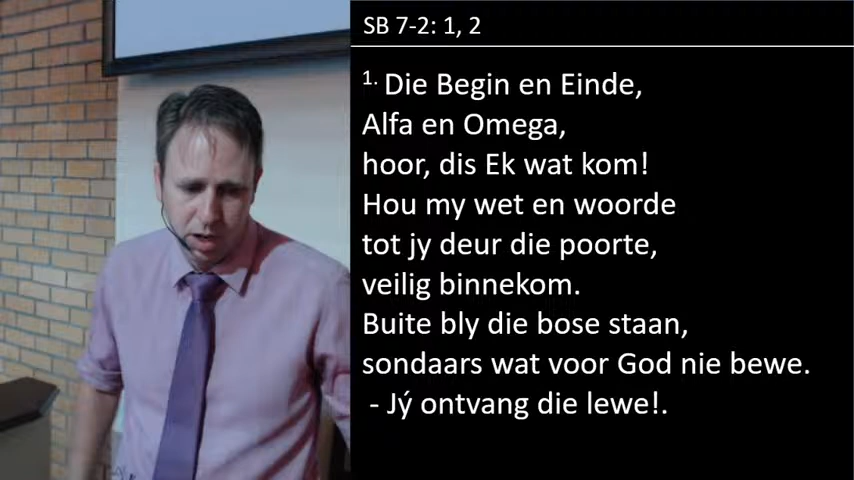 SB 7-2: 1, 2
1. Die Begin en Einde,
Alfa en Omega,
hoor, dis Ek wat kom!
Hou my wet en woorde
tot jy deur die poorte,
veilig binnekom.
Buite bly die bose staan,
sondaars wat voor God nie bewe.
- Jý ontvang die lewe!.